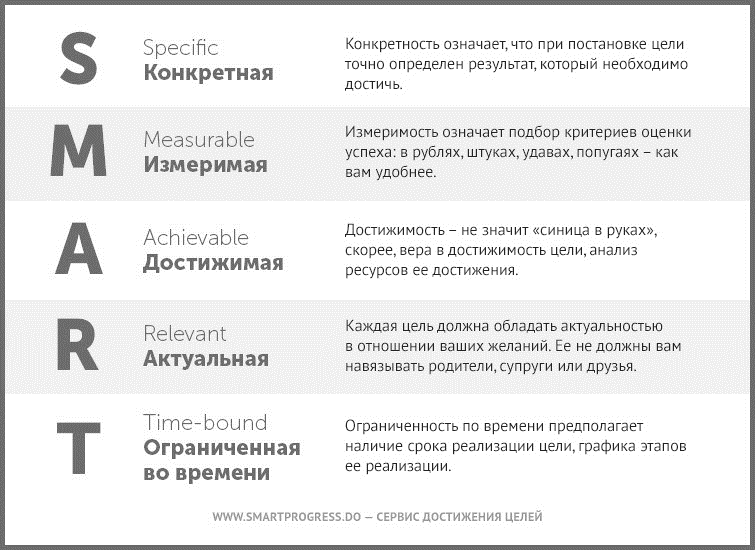 S
Specific
Конкретная
Конкретность означает, что при постановке цели
точно определен результат, который необходимо
достичь.
M
Measurable
Измеримая
Измеримость означает подбор критериев оценки
успеха: в рублях, штуках, удавах, попугаях – как
вам удобнее.
A
Achievable
Достижимая
Достижимость – не значит «синица в руках»,
скорее, вера в достижимость цели, анализ
ресурсов ее достижения.
R
Relevant
Актуальная
Каждая цель должна обладать актуальностью
в отношении ваших желаний. Ее не должны вам
навязывать родители, супруги или друзья.
T
Time-bound
Ограниченная
во времени
Ограниченность по времени предполагает
наличие срока реализации цели, графика этапов
ее реализации.
WWW.SMARTPROGRESS.DO — СЕРВИС ДОСТИЖЕНИЯ ЦЕЛЕЙ